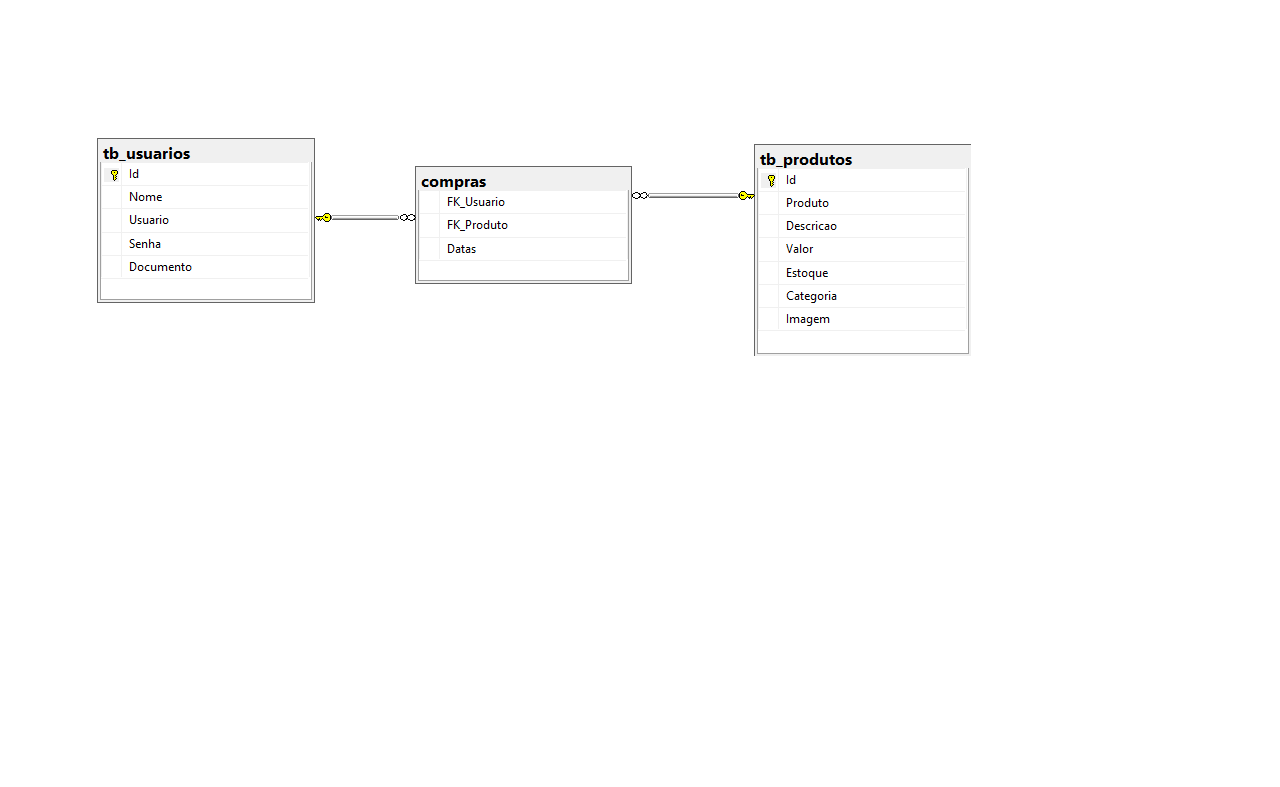 tb_usuarios
Id
Nome
Usuario
Senha
Documento
compras
FK_Usuario
FK_Produto
Datas
tb_produtos
Id
Produto
Descricao
Valor
Estoque
Categoria
Imagem